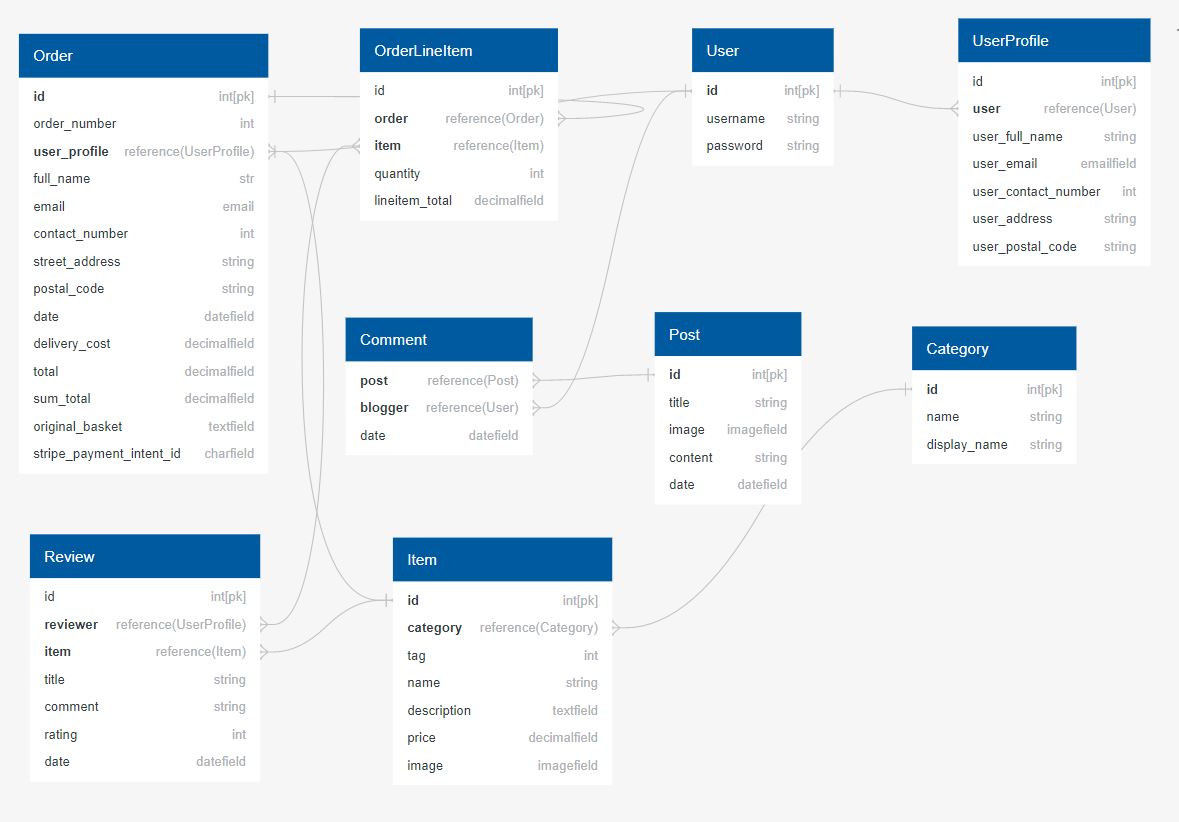 Order
id int[pk]
order_number int
user_profile reference(UserProfile)
full_name str
email email
contact_number int
street_address string
postal_code string
date datefield
delivery_cost decimalfield
total decimalfield
sum_total decimalfield
original_basket textfield
stripe_payment_intent_id charfield
OrderLineItem
id int[pk]
order reference(Order)
item reference(Item)
quantity int
lineitem_total decimalfield
User
id int[pk]
username string
password string
UserProfile
id int[pk]
user reference(User)
user_full_name string
user_email emailfield
user_contact_number int
user_address string
user_postal_code string
Comment
post reference(Post)
blogger reference(User)
date datefield
Post
id int[pk]
title string
image imagefield
content string
date datefield
Category
id int[pk]
name string
display_name string
Review
id int[pk]
reviewer reference(UserProfile)
item reference(Item)
title string
comment string
rating int
date datefield
Item
id int[pk]
category reference(Category)
tag int
name string
description textfield
price decimalfield
image imagefield